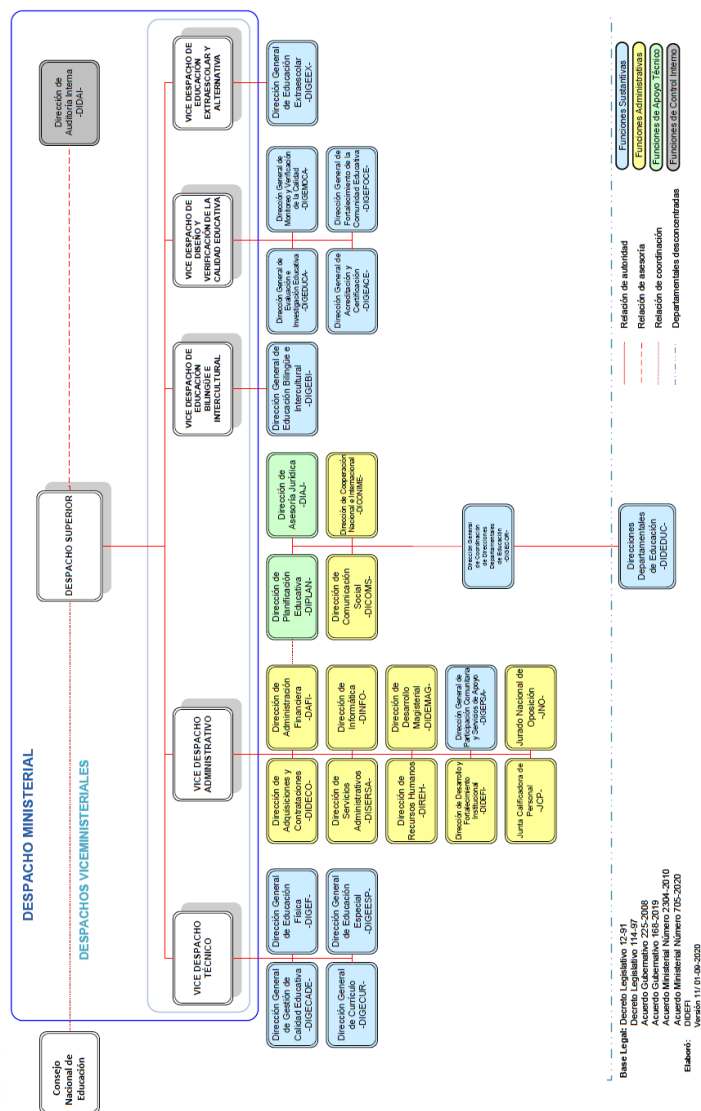 DESPACHO MINISTERIAL
DESPACHOS VICEMINISTERIALES
Consejo
Nacional de
Educación
DESPACHO SUPERIOR
Dirección de
Auditoría Interna
-DIDAI-
VICE DESPACHO
TÉCNICO
VICE DESPACHO
ADMINISTRATIVO
VICE DESPACHO DE
EDUCACIÓN
BILINGÜE E
INTERCULTURAL
VICE DESPACHO DE
DISEÑO Y
VERIFICACIÓN DE LA
CALIDAD EDUCATIVA
VICE DESPACHO DE
EDUCACIÓN
EXTRAESCOLAR Y
ALTERNATIVA
Dirección General
de Gestión de
Calidad Educativa
-DIGECADE-
Dirección General
de Educación
Física
-DIGEF-
Dirección General
de Currículo
-DIGECUR-
Dirección General
de Educación
Especial
-DIGEESP-
Dirección de
Adquisiciones y
Contrataciones
-DIDECO-
Dirección de
Administración
Financiera
-DAFI-
Dirección de
Servicios
Administrativos
-DISERSA-
Dirección de
Informática
-DINFO-
Dirección de
Recursos Humanos
-DIREH-
Dirección de
Desarrollo
Magisterial
-DIDEMAG-
Dirección de Desarrollo y
Fortalecimiento
Institucional
-DIDEFI-
Dirección General de
Participación Comunitaria
y Servicios de Apoyo
-DIGEPSA-
Junta Calificadora de
Personal
-JCP-
Jurado Nacional de
Oposición
-JNO-
Dirección de
Planificación
Educativa
-DIPLAN-
Dirección de
Asesoría Jurídica
-DIAJ-
Dirección de
Comunicación
Social
-DICOMS-
Dirección de Cooperación
Nacional e Internacional
-DICONIME-
Dirección General
de Coordinación
de Direcciones
Departamentales
de Educación
-DIGECOR-
Direcciones
Departamentales
de Educación
-DIDEDUC-
Dirección General de
Educación Bilingüe e
Intercultural
-DIGEBI-
Dirección General de
Evaluación e
Investigación Educativa
-DIGEDUCA-
Dirección General de
Monitoreo y Verificación
de la Calidad
-DIGEMOCA-
Dirección General de
Acreditación y
Certificación
-DIGEACE-
Dirección General de
Fortalecimiento de la
Comunidad Educativa
-DIGEFOCE-
Dirección General
de Educación
Extraescolar
-DIGEEX-
Base Legal: Decreto Legislativo 12-91
Decreto Legislativo 114-97
Acuerdo Gubernativo 225-2008
Acuerdo Gubernativo 168-2019
Acuerdo Ministerial Número 2304-2010
Acuerdo Ministerial Número 705-2020
Elaboró: DIDEFI
Versión 11/ 01-09-2020
Relación de autoridad
Relación de asesoría
Relación de coordinación
Departamentales desconcentradas
Funciones Sustantivas
Funciones Administrativas
Funciones de Apoyo Técnico
Funciones de Control Interno